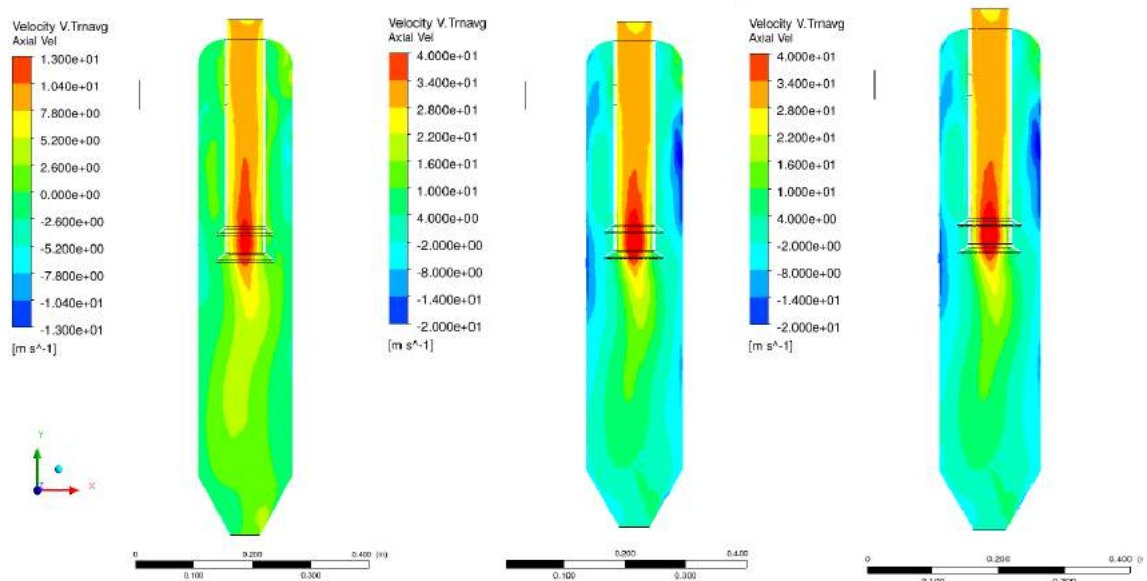 Velocity V.Trnavg
Axial Vel
1.300e+01
1.040e+01
7.800e+00
5.200e+00
2.600e+00
0.000e+00
-2.600e+00
-5.200e+00
-7.800e+00
-1.040e+01
-1.300e+01
[m s^-1]
Y
X
Z
0 0.200 0.400 (m)
0.100 0.300
Velocity V.Trnavg
Axial Vel
4.000e+01
3.400e+01
2.800e+01
2.200e+01
1.600e+01
1.000e+01
4.000e+00
-2.000e+00
-8.000e+00
-1.400e+01
-2.000e+01
[m s^-1]
0.200 0.400 (m)
0.100 0.300
Velocity V.Trnavg
Axial Vel
4.000e+01
3.400e+01
2.800e+01
2.200e+01
1.600e+01
1.000e+01
4.000e+00
-2.000e+00
-8.000e+00
-1.400e+01
-2.000e+01
[m s^-1]
0 0.200 0.400 (m
0.100 0.300